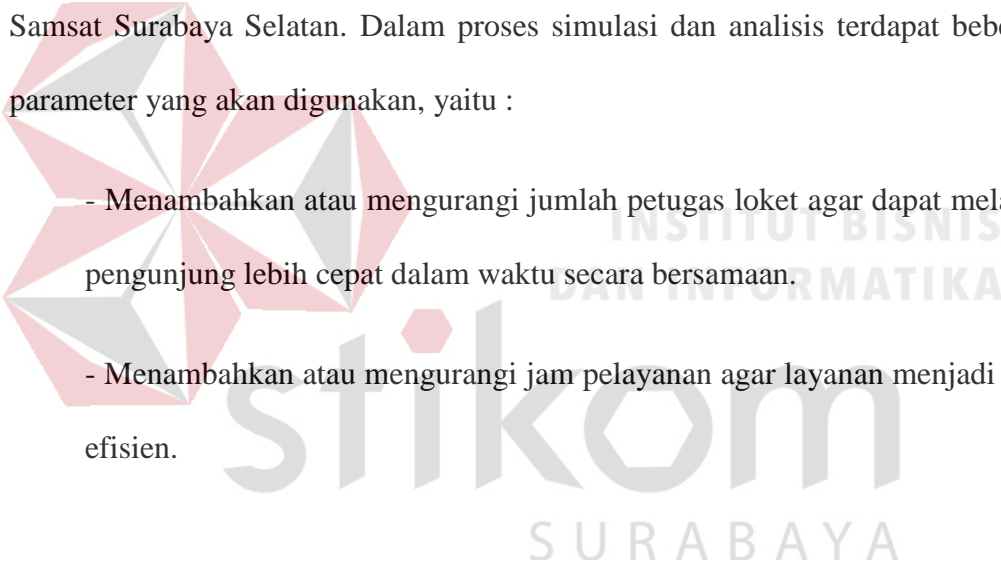 Samsat Surabaya Selatan. Dalam proses simulasi dan analisis terdapat
parameter yang akan digunakan, yaitu :
- Menambahkan atau mengurangi jumlah petugas loket agar dapat
INSTITUT BISNIS
pengunjung lebih cepat dalam waktu secara bersamaan.
DAN INFORMATIKA
- Menambahkan atau mengurangi jam pelayanan agar layanan menjadi
stikom
efisien.
SURABAYA